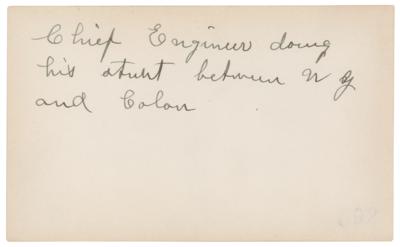 Chief Engineer doing
his stunt between N Y
and Colon